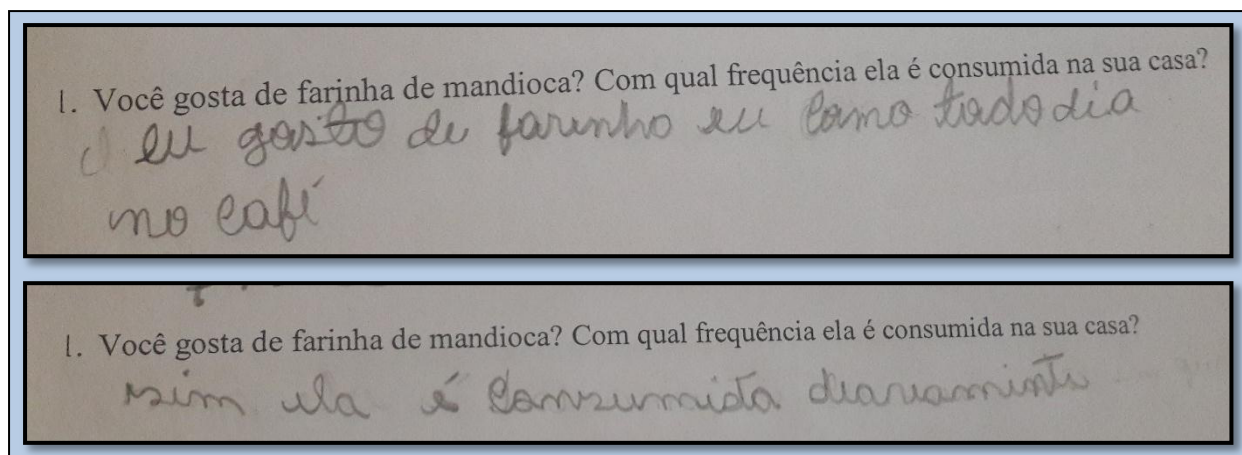 1. Você gosta de farinha de mandioca? Com qual frequência ela é consumida na sua casa?
eu gosto de farinho eu como todo dia
no café
1. Você gosta de farinha de mandioca? Com qual frequência ela é consumida na sua casa?
sim ela é consumida diariamente